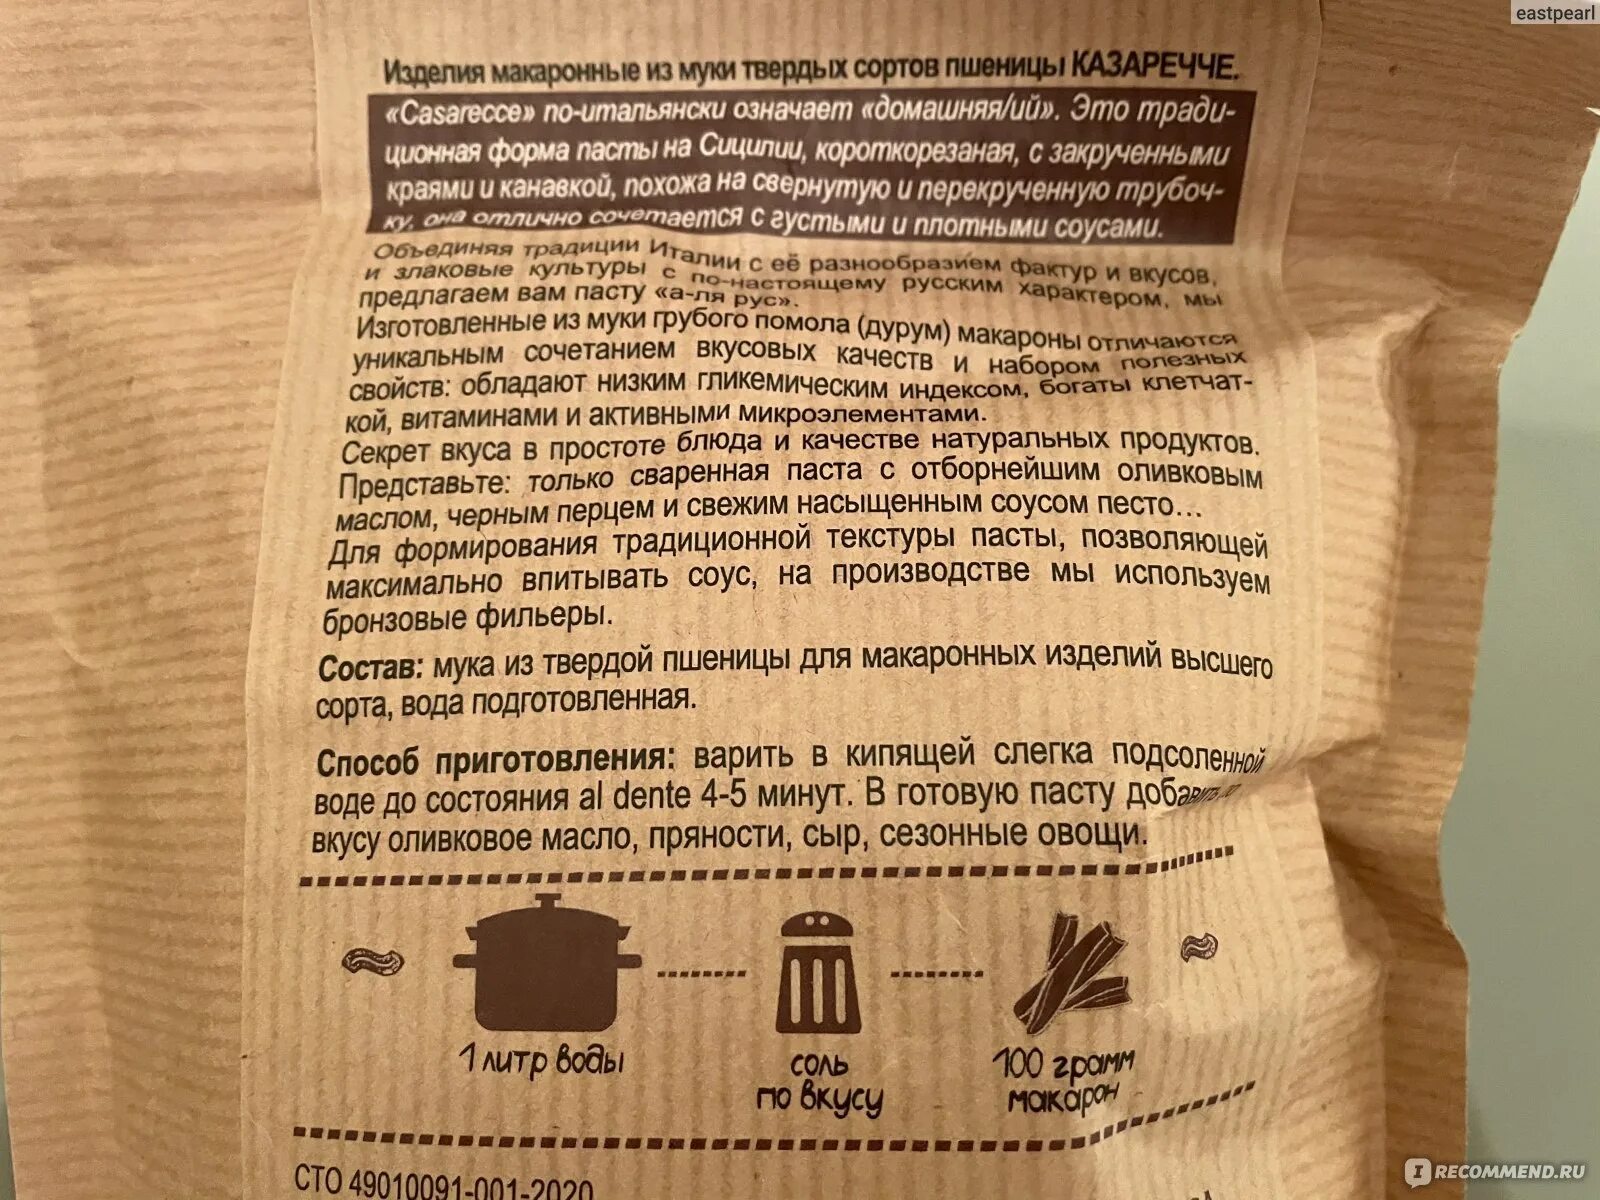 eastpearl
Изделия макаронные из муки твердых сортов пшеницы КАЗАРЕЧЧЕ.
«Casarecce» по-итальянски означает «домашняя/ий». Это тради-
ционная форма пасты на Сицилии, короткорезаная, с закрученными
краями и канавкой, похожа на свернутую и перекрученную трубоч-
ку, она отлично сочетается с густыми и плотными соусами.
Объединяя традиции Италии с её разнообразием фактур и вкусов,
и злаковые культуры с по-настоящему русским характером, мы
предлагаем вам пасту «а-ля рус».
Изготовленные из муки грубого помола (дурум) макароны отличаются
уникальным сочетанием вкусовых качеств и набором полезных
свойств: обладают низким гликемическим индексом, богаты клетчат-
кой, витаминами и активными микроэлементами.
Секрет вкуса в простоте блюда и качестве натуральных продуктов.
Представьте: только сваренная паста с отборнейшим оливковым
маслом, черным перцем и свежим насыщенным соусом песто...
Для формирования традиционной текстуры пасты, позволяющей
максимально впитывать соус, на производстве мы используем
бронзовые фильеры.
Состав: мука из твердой пшеницы для макаронных изделий высшего
сорта, вода подготовленная.
Способ приготовления: варить в кипящей слегка подсоленной
воде до состояния al dente 4-5 минут. В готовую пасту добавить по
вкусу оливковое масло, пряности, сыр, сезонные овощи.
1 литр воды
соль
по вкусу
100 грамм
макарон
СТО 49010091-001-2020
RECOMMEND.RU